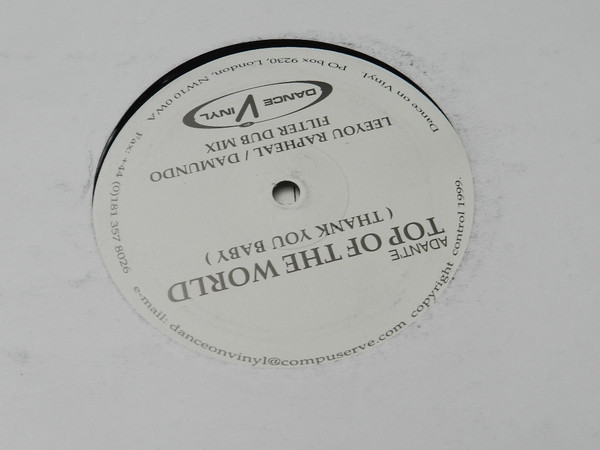 DANCE VINYL
LEEYOU RAPHEAL / DAMUNDO
FILTER DUB MIX
ADANT'E
TOP OF THE WORLD
( THANK YOU BABY )
Dance on Vinyl. PO box 9230, London, NW10 0WA Fax: +44 (0)181 357 8026 e-mail: danceonvinyl@compuserve.com copyright control 1999.